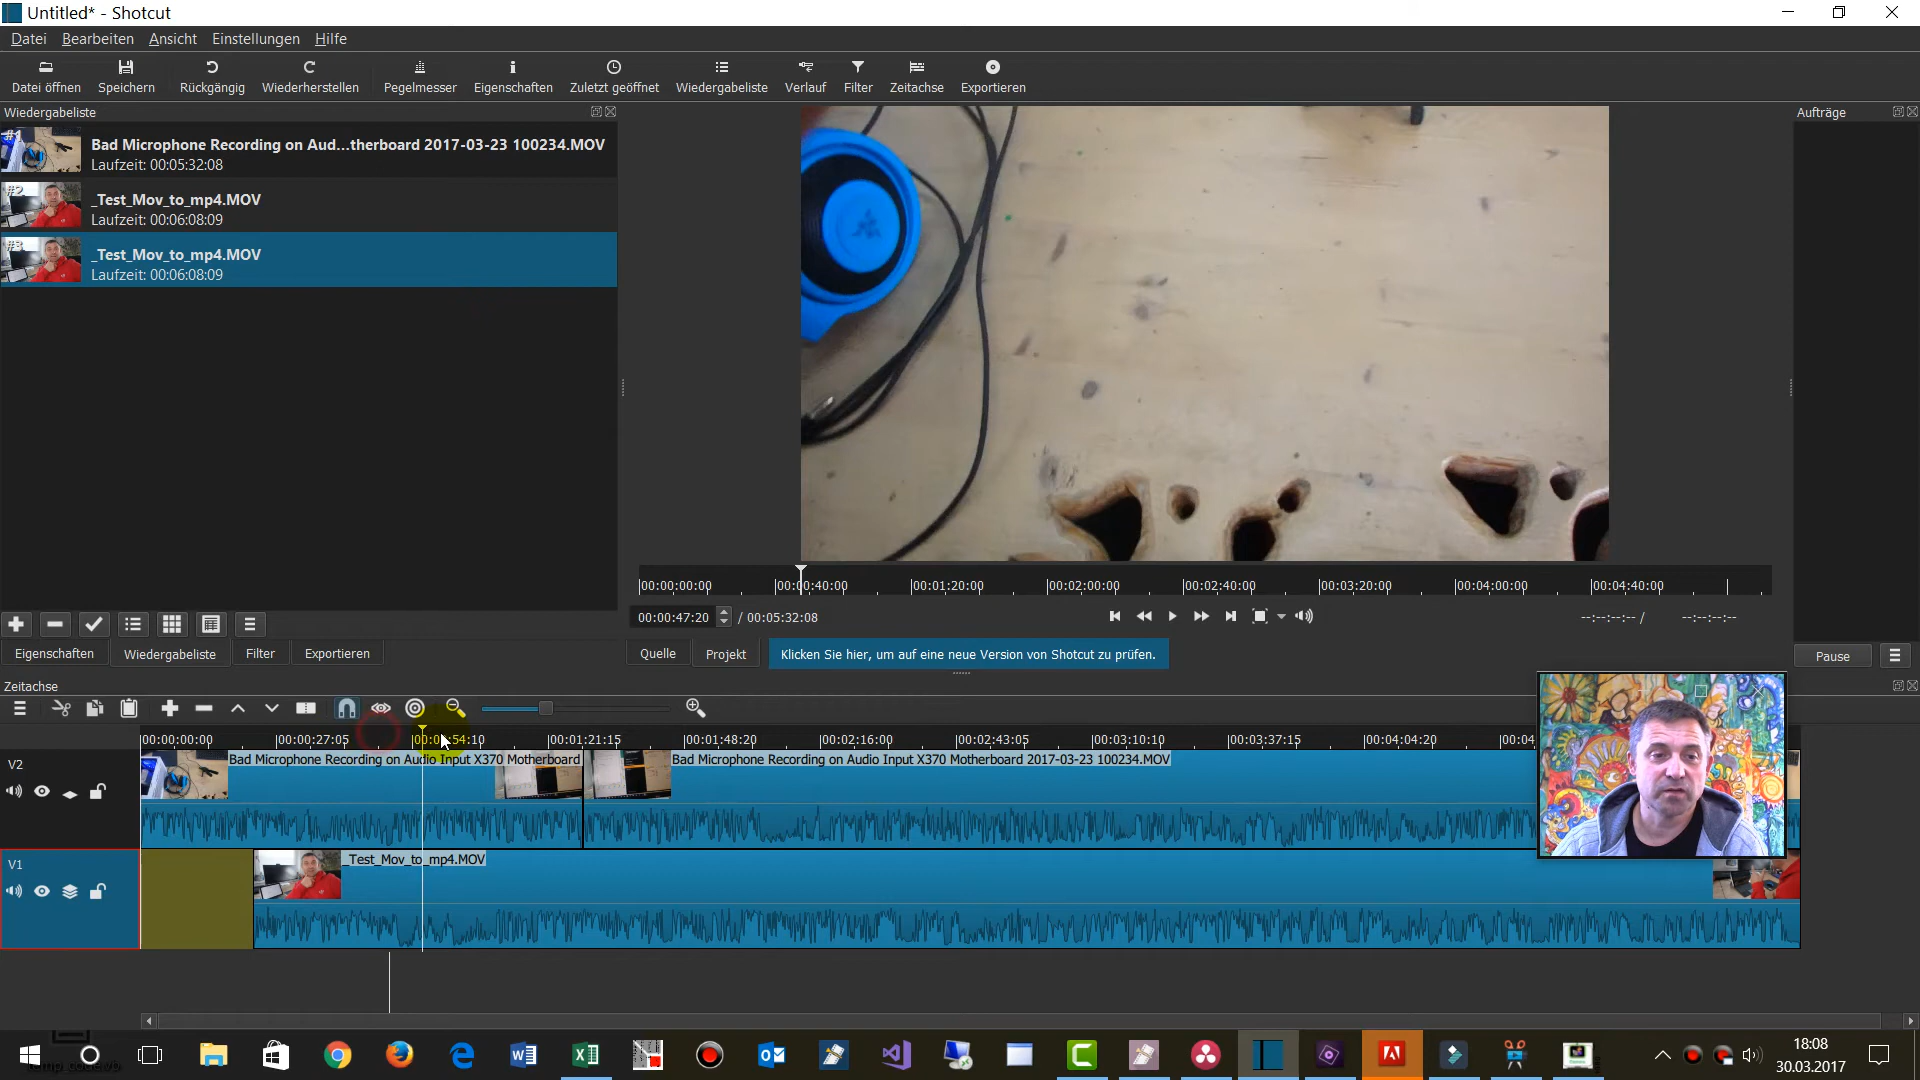 Untitled* - Shotcut
Datei Bearbeiten Ansicht Einstellungen Hilfe
Datei öffnen Speichern Rückgängig Wiederherstellen Pegelmesser Eigenschaften Zuletzt geöffnet Wiedergabeliste Verlauf Filter Zeitachse Exportieren
Wiedergabeliste
Aufträge
#1
Bad Microphone Recording on Aud...therboard 2017-03-23 100234.MOV
Laufzeit: 00:05:32:08
#2
_Test_Mov_to_mp4.MOV
Laufzeit: 00:06:08:09
#3
_Test_Mov_to_mp4.MOV
Laufzeit: 00:06:08:09
00:00:00:00 00:00:40:00 00:01:20:00 00:02:00:00 00:02:40:00 00:03:20:00 00:04:00:00 00:04:40:00
00:00:47:20 / 00:05:32:08 --:--:--:-- / --:--:--:--
Eigenschaften Wiedergabeliste Filter Exportieren
Quelle Projekt Klicken Sie hier, um auf eine neue Version von Shotcut zu prüfen.
Pause
Zeitachse
00:00:00:00 00:00:27:05 00:00:54:10 00:01:21:15 00:01:48:20 00:02:16:00 00:02:43:05 00:03:10:10 00:03:37:15 00:04:04:20 00:04
V2
Bad Microphone Recording on Audio Input X370 Motherboard
Bad Microphone Recording on Audio Input X370 Motherboard 2017-03-23 100234.MOV
V1
_Test_Mov_to_mp4.MOV
18:08
30.03.2017